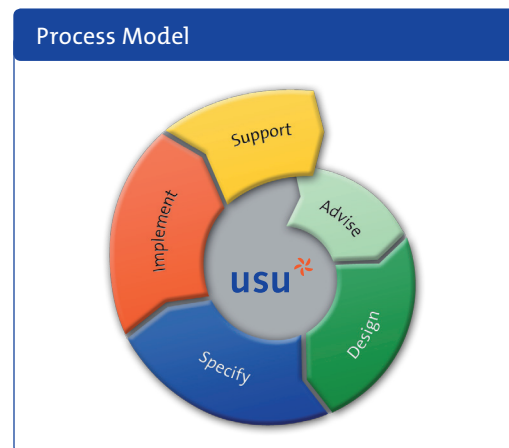 Process Model
Support
Advise
Design
Specify
Implement
usu